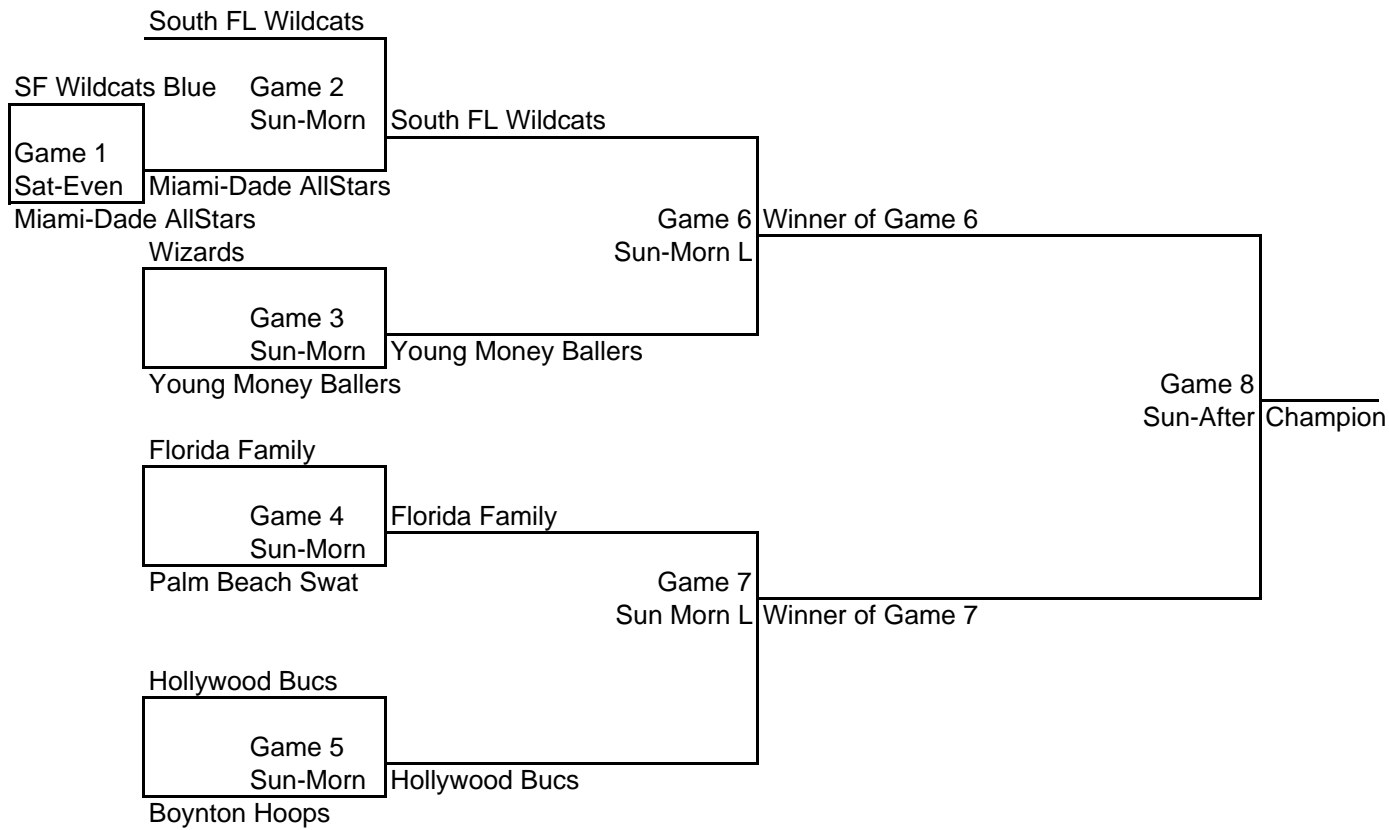 South FL Wildcats
SF Wildcats Blue
Game 2
Sun-Morn
South FL Wildcats
Game 1
Sat-Even
Miami-Dade AllStars
Miami-Dade AllStars
Game 6
Sun-Morn L
Winner of Game 6
Wizards
Game 3
Sun-Morn
Young Money Ballers
Young Money Ballers
Game 8
Sun-After
Champion
Florida Family
Game 4
Sun-Morn
Florida Family
Palm Beach Swat
Game 7
Sun Morn L
Winner of Game 7
Hollywood Bucs
Game 5
Sun-Morn
Hollywood Bucs
Boynton Hoops